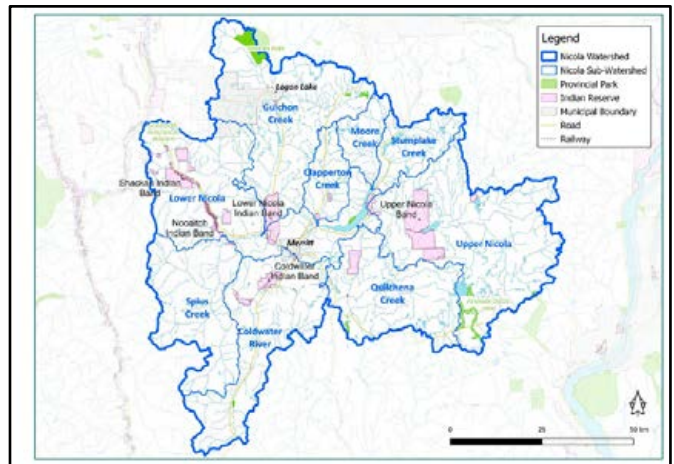 Legend
Nicola Watershed
Nicola Sub-Watershed
Provincial Park
Indian Reserve
Municipal Boundary
Road
Railway
Logan Lake
Guichon
Creek
Moore
Creek
Stumplake
Creek
Clapperton
Creek
Shackan Indian
Band
Lower Nicola
Lower Nicola
Indian Band
Upper Nicola
Band
Nooaitch
Indian Band
Merritt
Upper Nicola
Coldwater
Indian Band
Quilchena
Creek
Spius
Creek
Coldwater
River
0 25 50 km